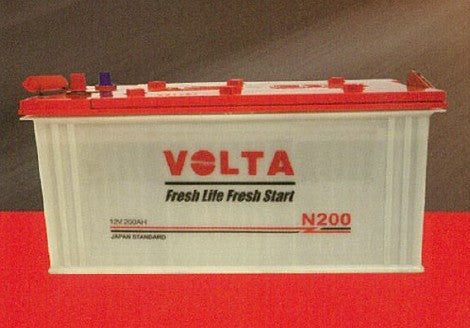 VOLTA
Fresh Life Fresh Start
12V 200AH
N200
JAPAN STANDARD